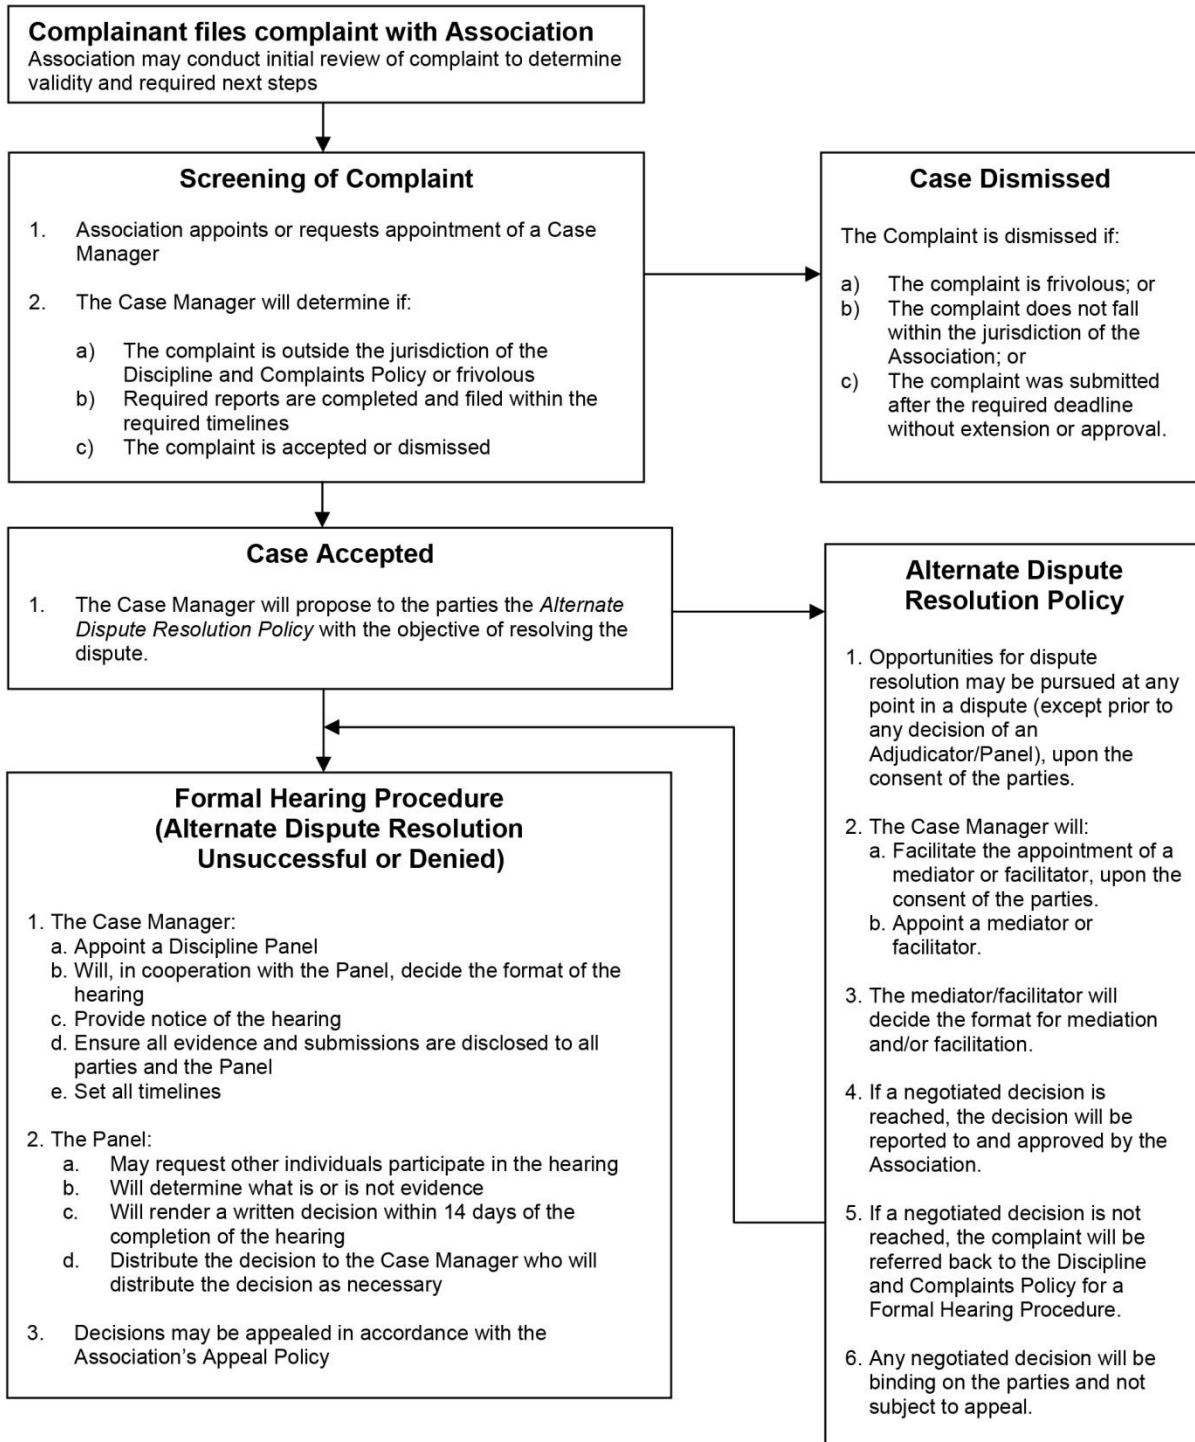 Complainant files complaint with Association
Association may conduct initial review of complaint to determine
validity and required next steps
Screening of Complaint
1. Association appoints or requests appointment of a Case
Manager
2. The Case Manager will determine if:
a) The complaint is outside the jurisdiction of the
Discipline and Complaints Policy or frivolous
b) Required reports are completed and filed within the
required timelines
c) The complaint is accepted or dismissed
Case Dismissed
The Complaint is dismissed if:
a) The complaint is frivolous; or
b) The complaint does not fall
within the jurisdiction of the
Association; or
c) The complaint was submitted
after the required deadline
without extension or approval.
Case Accepted
1. The Case Manager will propose to the parties the Alternate
Dispute Resolution Policy with the objective of resolving the
dispute.
Alternate Dispute
Resolution Policy
1. Opportunities for dispute
resolution may be pursued at any
point in a dispute (except prior to
any decision of an
Adjudicator/Panel), upon the
consent of the parties.
2. The Case Manager will:
a. Facilitate the appointment of a
mediator or facilitator, upon the
consent of the parties.
b. Appoint a mediator or
facilitator.
3. The mediator/facilitator will
decide the format for mediation
and/or facilitation.
4. If a negotiated decision is
reached, the decision will be
reported to and approved by the
Association.
5. If a negotiated decision is not
reached, the complaint will be
referred back to the Discipline
and Complaints Policy for a
Formal Hearing Procedure.
6. Any negotiated decision will be
binding on the parties and not
subject to appeal.
Formal Hearing Procedure
(Alternate Dispute Resolution
Unsuccessful or Denied)
1. The Case Manager:
a. Appoint a Discipline Panel
b. Will, in cooperation with the Panel, decide the format of the
hearing
c. Provide notice of the hearing
d. Ensure all evidence and submissions are disclosed to all
parties and the Panel
e. Set all timelines
2. The Panel:
a. May request other individuals participate in the hearing
b. Will determine what is or is not evidence
c. Will render a written decision within 14 days of the
completion of the hearing
d. Distribute the decision to the Case Manager who will
distribute the decision as necessary
3. Decisions may be appealed in accordance with the
Association's Appeal Policy